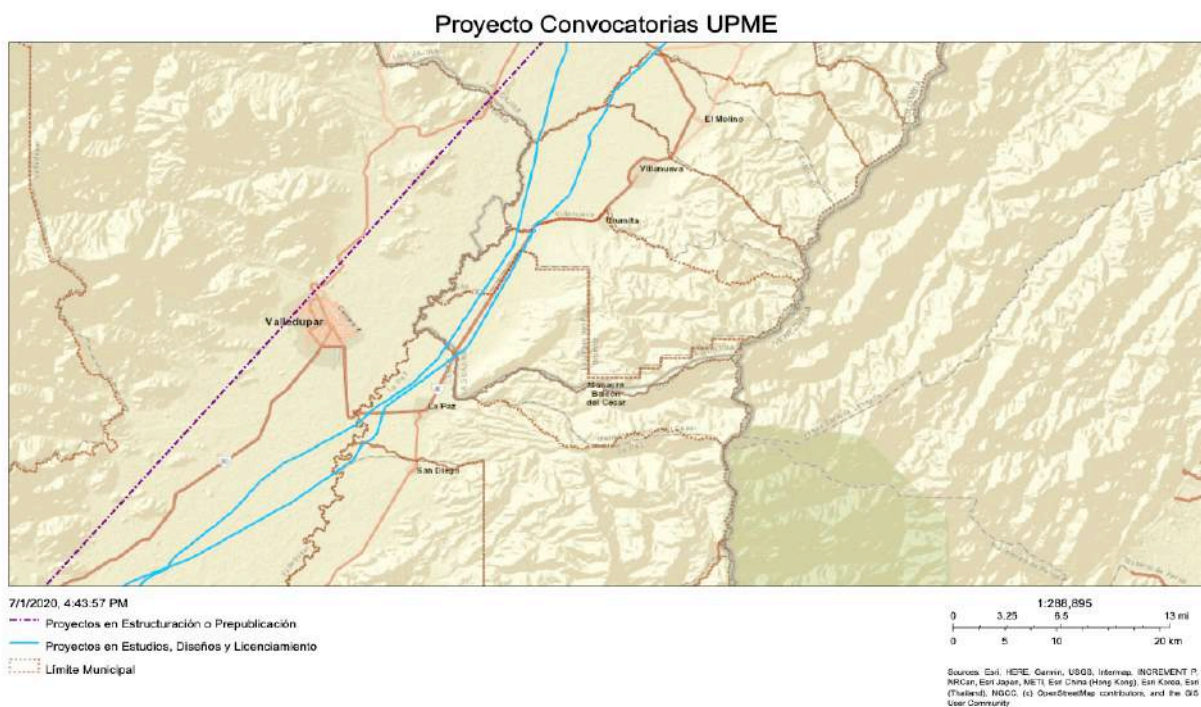 Proyecto Convocatorias UPME
El Molino
Villanueva
Urumita
Valledupar
Manaure
Balcón
del Cesar
La Paz
San Diego
7/1/2020, 4:43:57 PM
Proyectos en Estructuración o Prepublicación
Proyectos en Estudios, Diseños y Licenciamiento
Límite Municipal
1:288,895
0 3.25 6.5 13 mi
0 5 10 20 km
Sources: Esri, HERE, Garmin, USGS, Intermap, INCREMENT P,
NRCan, Esri Japan, METI, Esri China (Hong Kong), Esri Korea, Esri
(Thailand), NGCC, (c) OpenStreetMap contributors, and the GIS
User Community